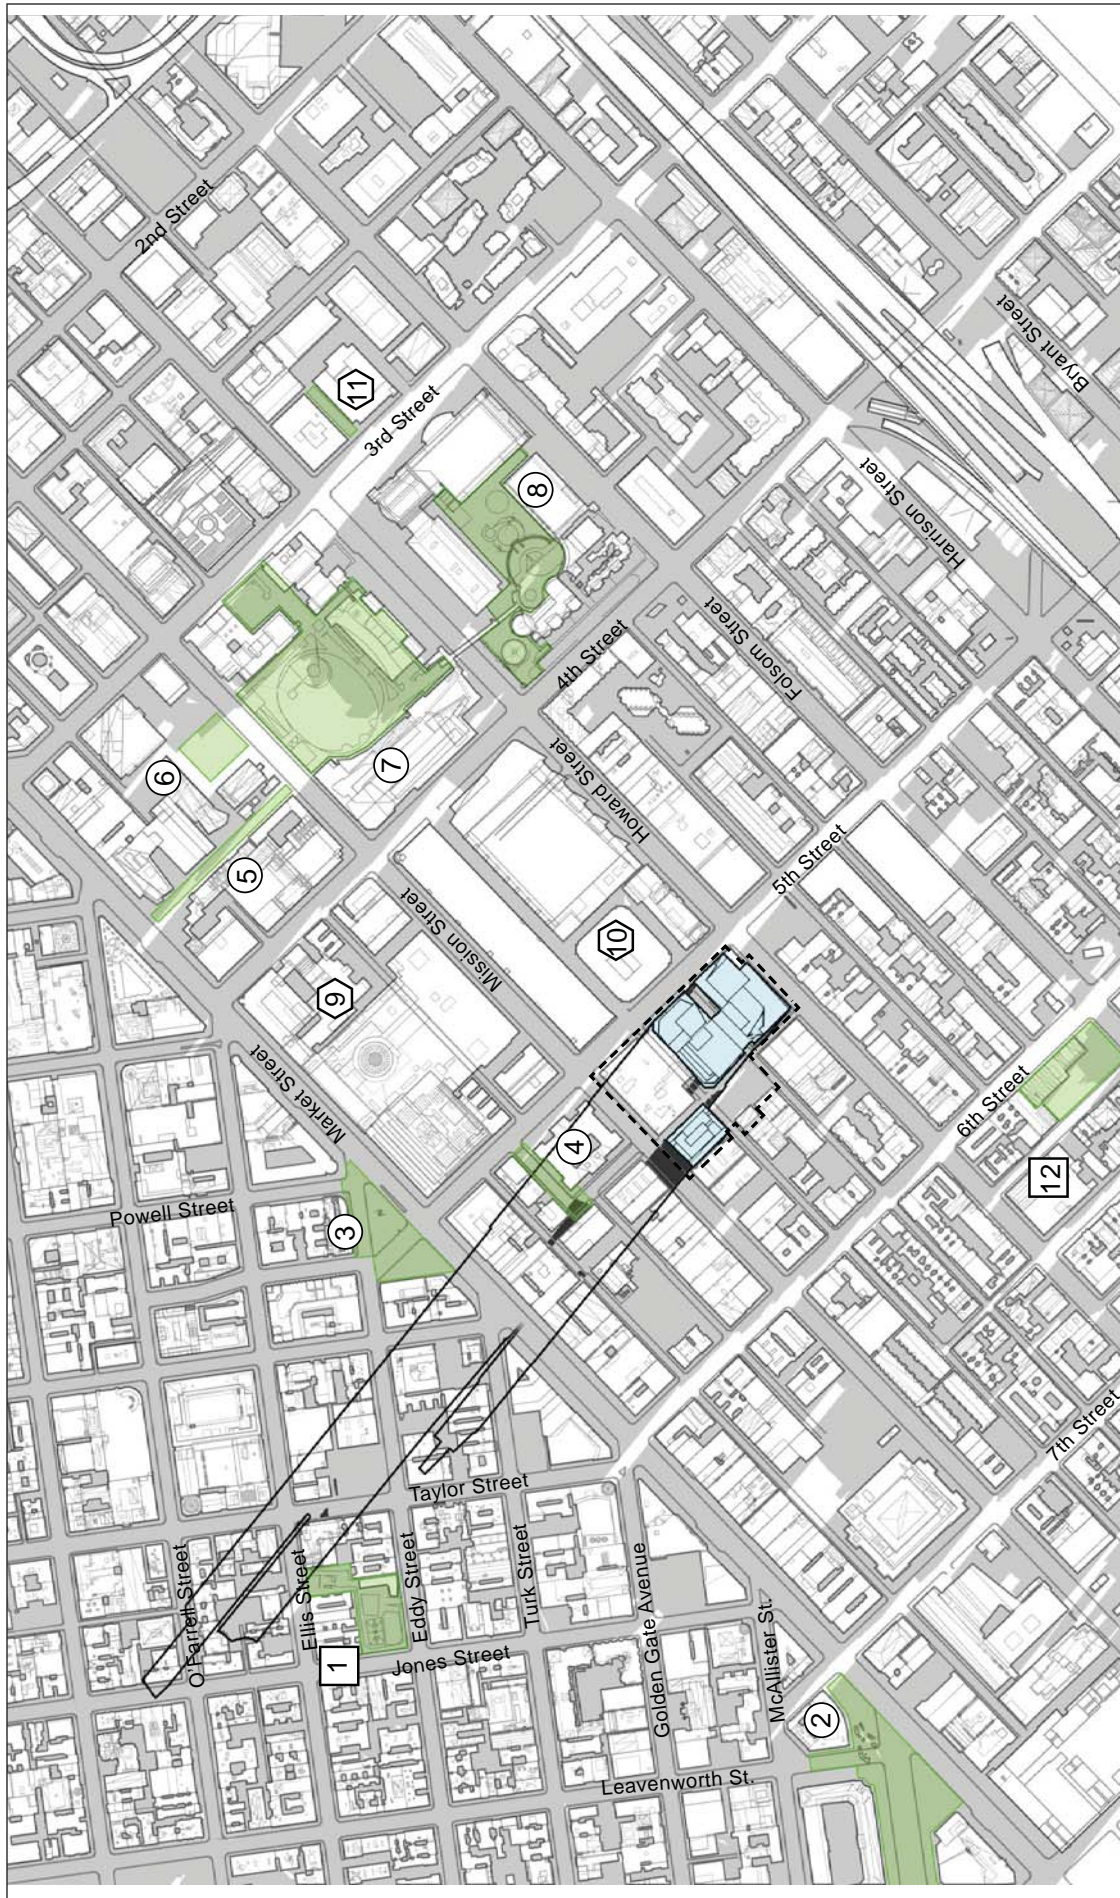 2nd Street
11
3rd Street
8
Bryant Street
Harrison Street
4th Street
Folsom Street
7
6
Howard Street
5
5th Street
Mission Street
10
9
Market Street
6th Street
4
12
Powell Street
3
7th Street
Taylor Street
O'Farrell Street
Ellis Street
Eddy Street
Turk Street
Golden Gate Avenue
1
Jones Street
McAllister St.
2
Leavenworth St.